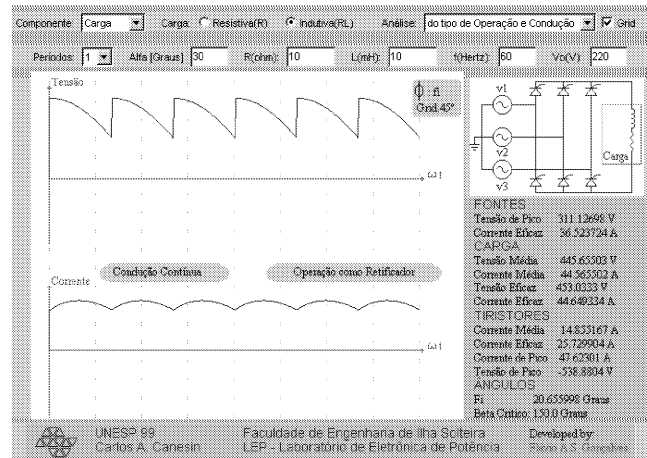 Componente: Carga Carga: Resistiva(R) Indutiva(RL) Análise: do tipo de Operação e Condução Grid
Períodos: 1 Alfa [Graus] 30 R(ohm): 10 L(mH): 10 f(Hertz): 60 Vo(V): 220
Tensão
ϕ : fi
Grid 45°
ω t
Condução Contínua
Operação como Retificador
Corrente
ω t
v1
v2
v3
Carga
FONTES
Tensão de Pico 311.12698 V
Corrente Eficaz 36.523724 A
CARGA
Tensão Média 445.65503 V
Corrente Média 44.565502 A
Tensão Eficaz 453.0333 V
Corrente Eficaz 44.649334 A
TIRISTORES
Corrente Média 14.855167 A
Corrente Eficaz 25.729904 A
Corrente de Pico 47.62301 A
Tensão de Pico -538.8804 V
ÂNGULOS
Fi 20.655998 Graus
Beta Crítico: 150.0 Graus
UNESP 99 Faculdade de Engenharia de Ilha Solteira Developed by:
Carlos A. Canesin LEP - Laboratório de Eletrônica de Potência Flávio A.S. Gonçalves